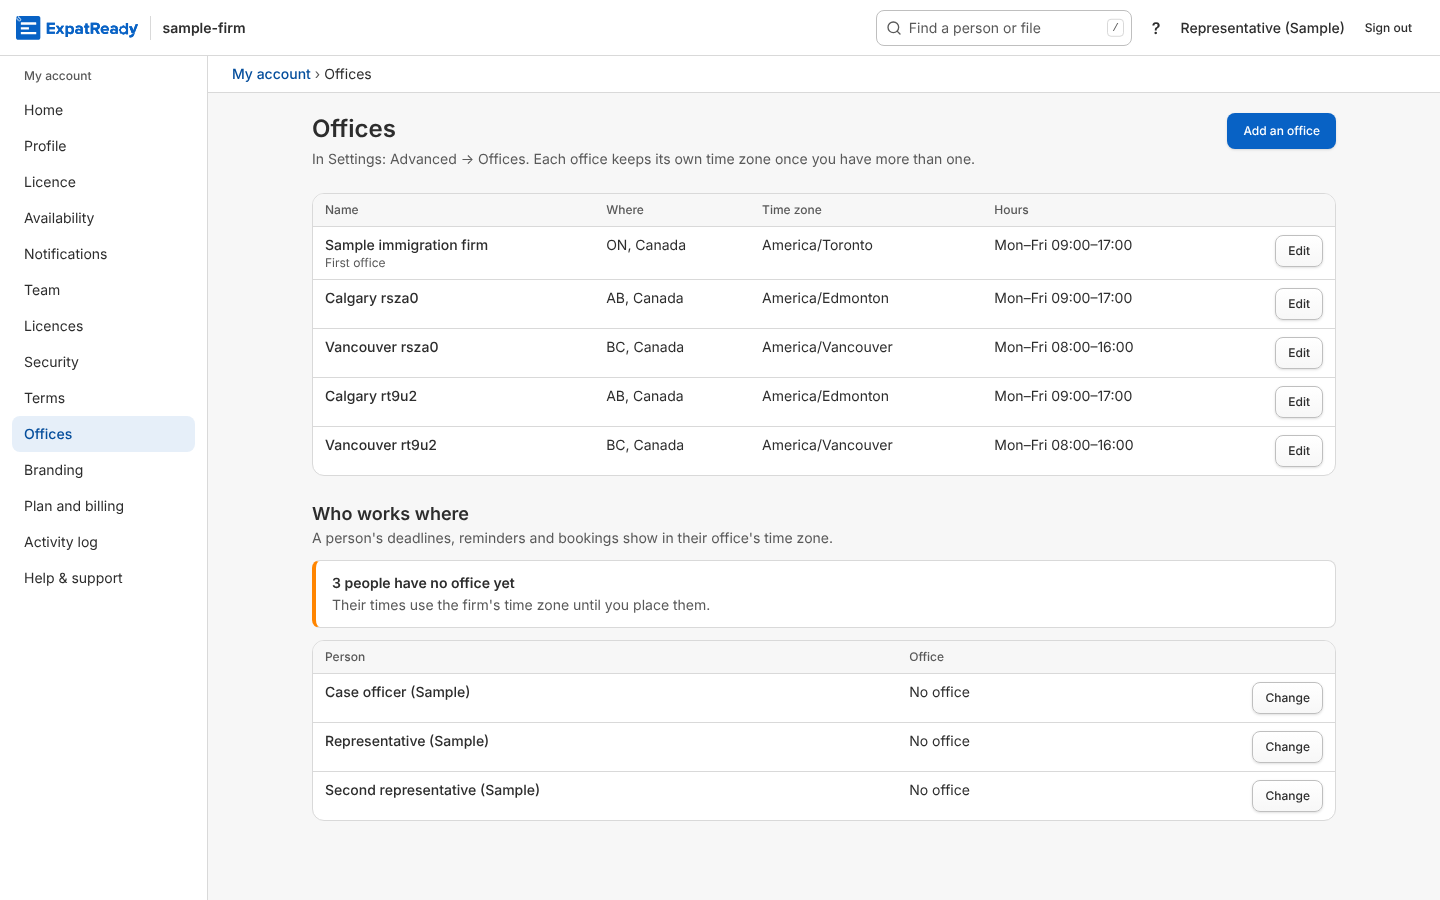 ExpatReady
sample-firm
Find a person or file
/
?
Representative (Sample)
Sign out
My account
Home
Profile
Licence
Availability
Notifications
Team
Licences
Security
Terms
Offices
Branding
Plan and billing
Activity log
Help & support
My account › Offices
Offices
Add an office
In Settings: Advanced → Offices. Each office keeps its own time zone once you have more than one.
Name Where Time zone Hours
Sample immigration firm ON, Canada America/Toronto Mon–Fri 09:00–17:00 Edit
First office
Calgary rsza0 AB, Canada America/Edmonton Mon–Fri 09:00–17:00 Edit
Vancouver rsza0 BC, Canada America/Vancouver Mon–Fri 08:00–16:00 Edit
Calgary rt9u2 AB, Canada America/Edmonton Mon–Fri 09:00–17:00 Edit
Vancouver rt9u2 BC, Canada America/Vancouver Mon–Fri 08:00–16:00 Edit
Who works where
A person's deadlines, reminders and bookings show in their office's time zone.
3 people have no office yet
Their times use the firm's time zone until you place them.
Person Office
Case officer (Sample) No office Change
Representative (Sample) No office Change
Second representative (Sample) No office Change